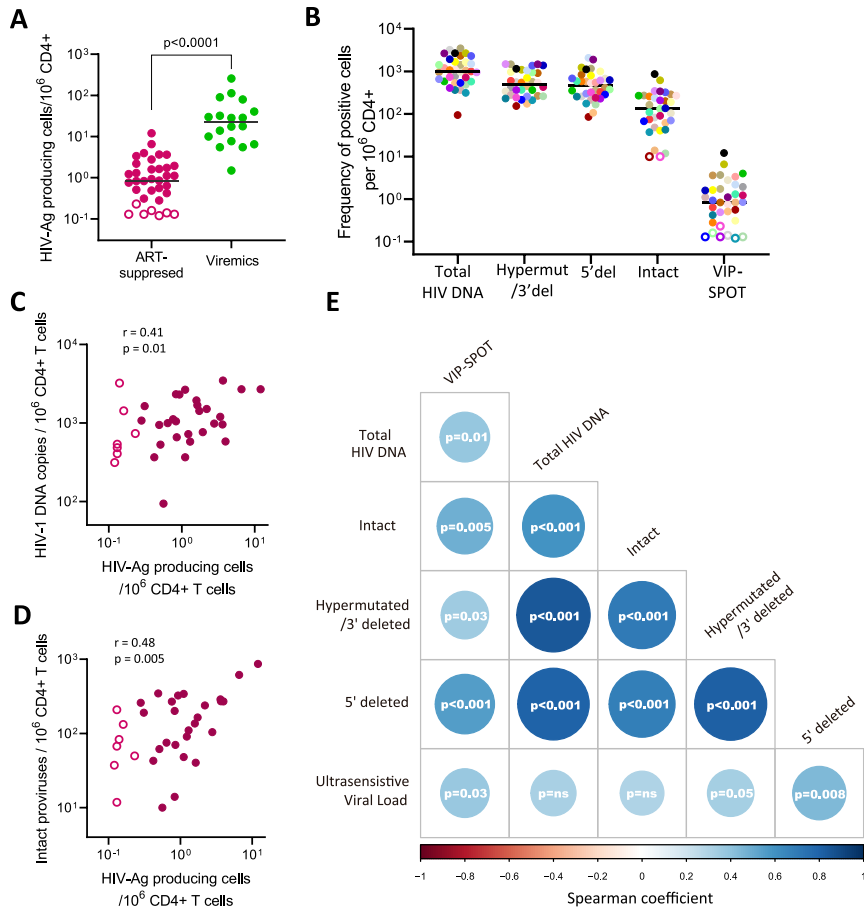 A
p<0.0001
HIV-Ag producing cells/10⁶ CD4+
10³
10²
10¹
10⁰
10⁻¹
ART-
suppresed
Viremics
B
Frequency of positive cells
per 10⁶ CD4+
10⁴
10³
10²
10¹
10⁰
10⁻¹
Total
HIV DNA
Hypermut
/3'del
5'del
Intact
VIP-
SPOT
C
r = 0.41
p = 0.01
HIV-1 DNA copies / 10⁶ CD4+ T cells
10⁴
10³
10²
10⁻¹
10⁰
10¹
HIV-Ag producing cells
/10⁶ CD4+ T cells
D
r = 0.48
p = 0.005
Intact proviruses / 10⁶ CD4+ T cells
10³
10²
10¹
10⁻¹
10⁰
10¹
HIV-Ag producing cells
/10⁶ CD4+ T cells
E
VIP-SPOT
Total HIV DNA
Intact
Hypermutated
/3' deleted
5' deleted
Total
HIV DNA
p=0.01
Intact
p=0.005
p<0.001
Hypermutated
/3' deleted
p=0.03
p<0.001
p<0.001
5' deleted
p<0.001
p<0.001
p<0.001
p<0.001
Ultrasensistive
Viral Load
p=0.03
p=ns
p=ns
p=0.05
p=0.008
−1
−0.8
−0.6
−0.4
−0.2
0
0.2
0.4
0.6
0.8
1
Spearman coefficient